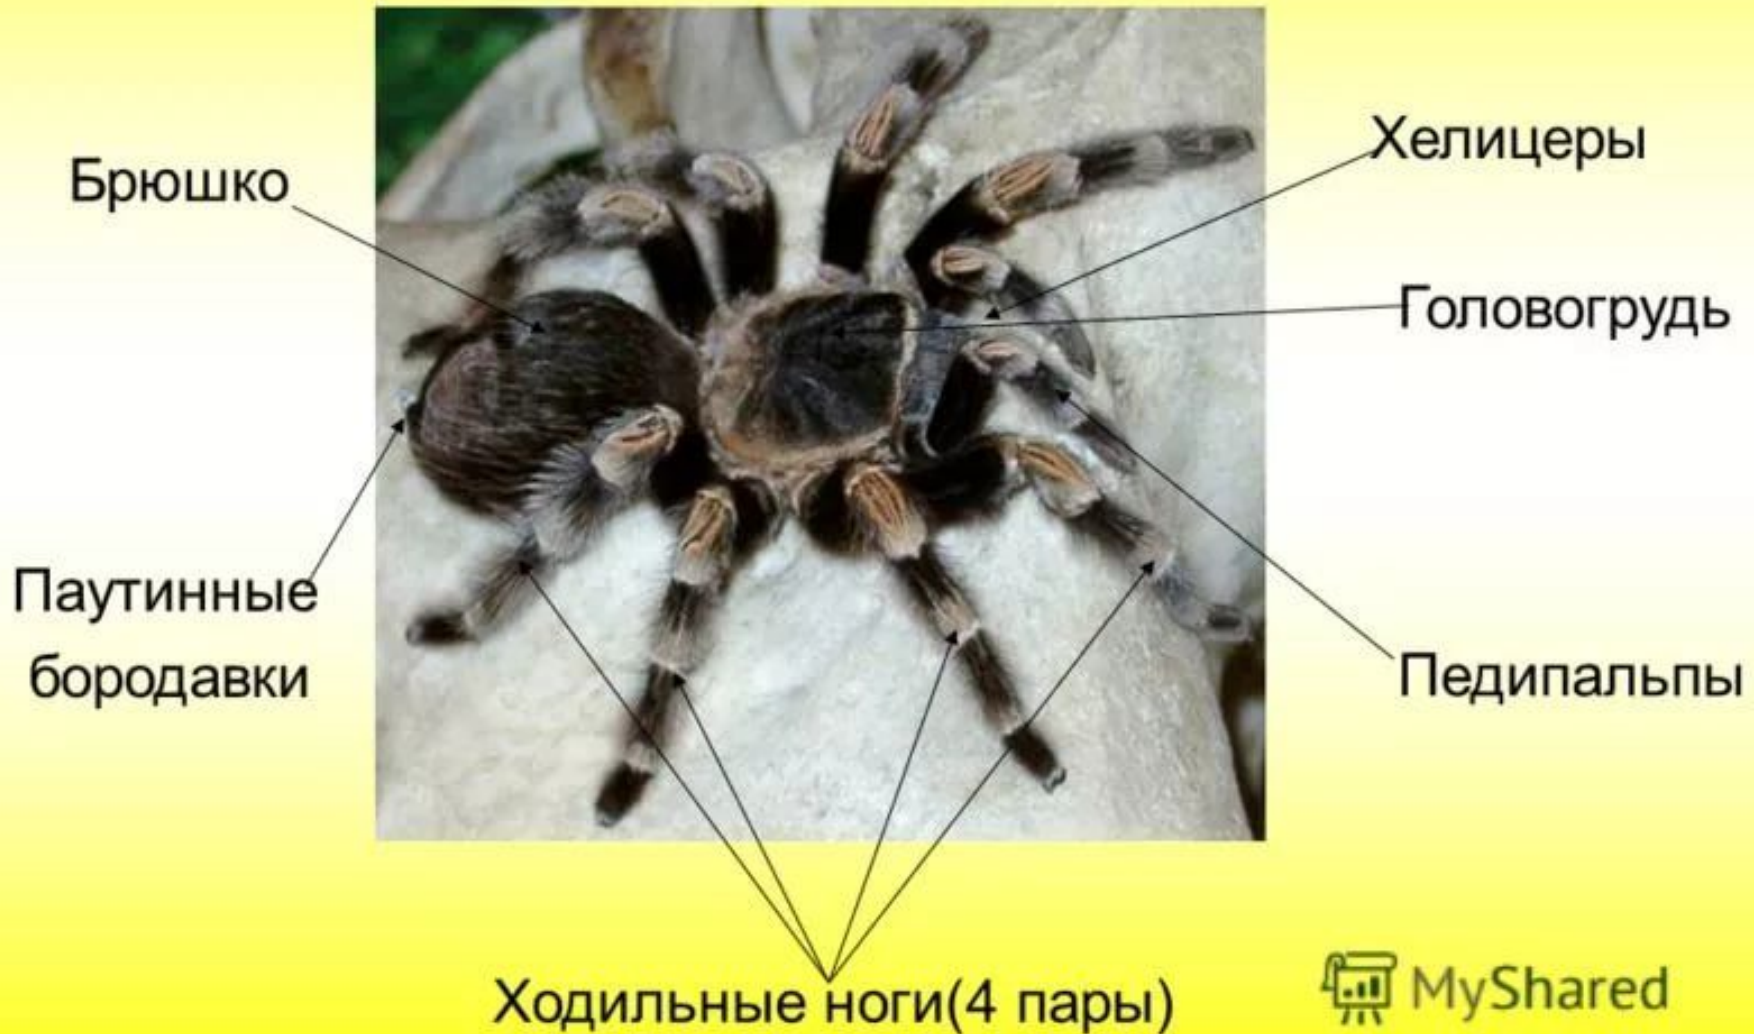 Брюшко
Хелицеры
Головогрудь
Паутинные
бородавки
Педипальпы
Ходильные ноги(4 пары)
MyShared